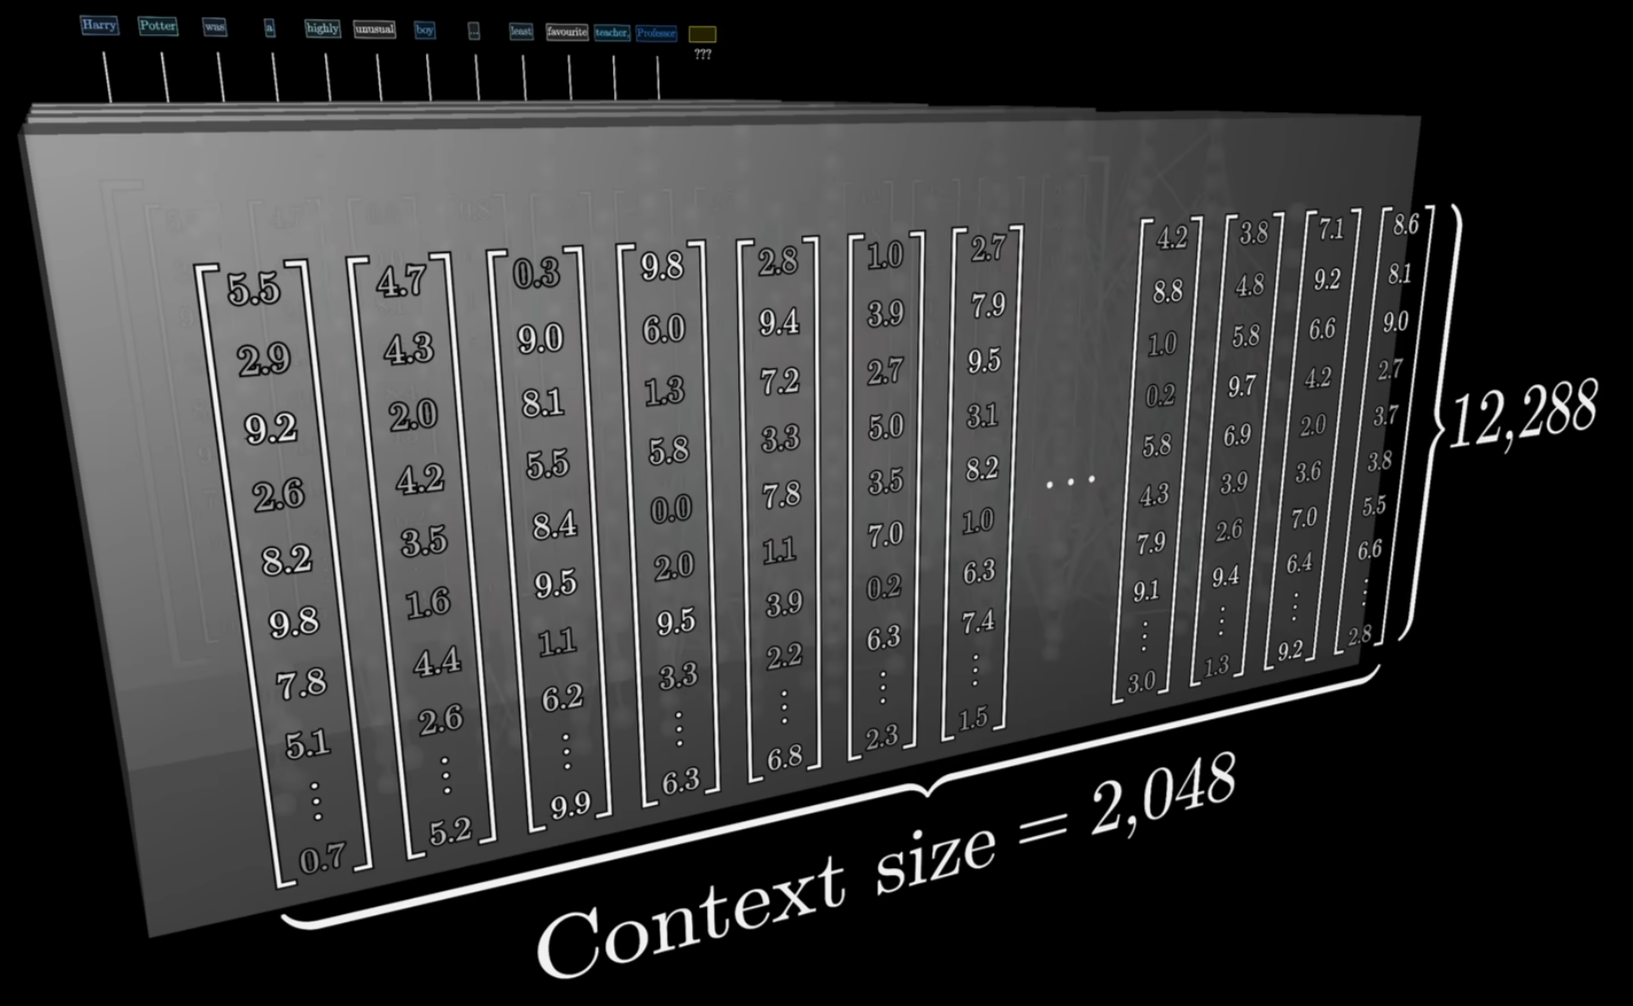 Harry Potter was a highly unusual boy ... least favourite teacher, Professor
???
5.5 4.7 0.3 9.8 2.8 1.0 2.7 4.2 3.8 7.1 8.6
2.9 4.3 9.0 6.0 9.4 3.9 7.9 8.8 4.8 9.2 8.1
9.2 2.0 8.1 1.3 7.2 2.7 9.5 1.0 5.8 6.6 9.0
2.6 4.2 5.5 5.8 3.3 5.0 3.1 0.2 9.7 4.2 2.7
8.2 3.5 8.4 0.0 7.8 3.5 8.2 ... 5.8 6.9 2.0 3.7
9.8 1.6 9.5 2.0 1.1 7.0 1.0 4.3 3.9 3.6 3.8
7.8 4.4 1.1 9.5 3.9 0.2 6.3 7.9 2.6 7.0 5.5
5.1 2.6 6.2 3.3 2.2 6.3 7.4 9.1 9.4 6.4 6.6
⋮ ⋮ ⋮ ⋮ ⋮ ⋮ ⋮ ⋮ ⋮ ⋮ ⋮
0.7 5.2 9.9 6.3 6.8 2.3 1.5 3.0 1.3 9.2 2.8
12,288
Context size = 2,048